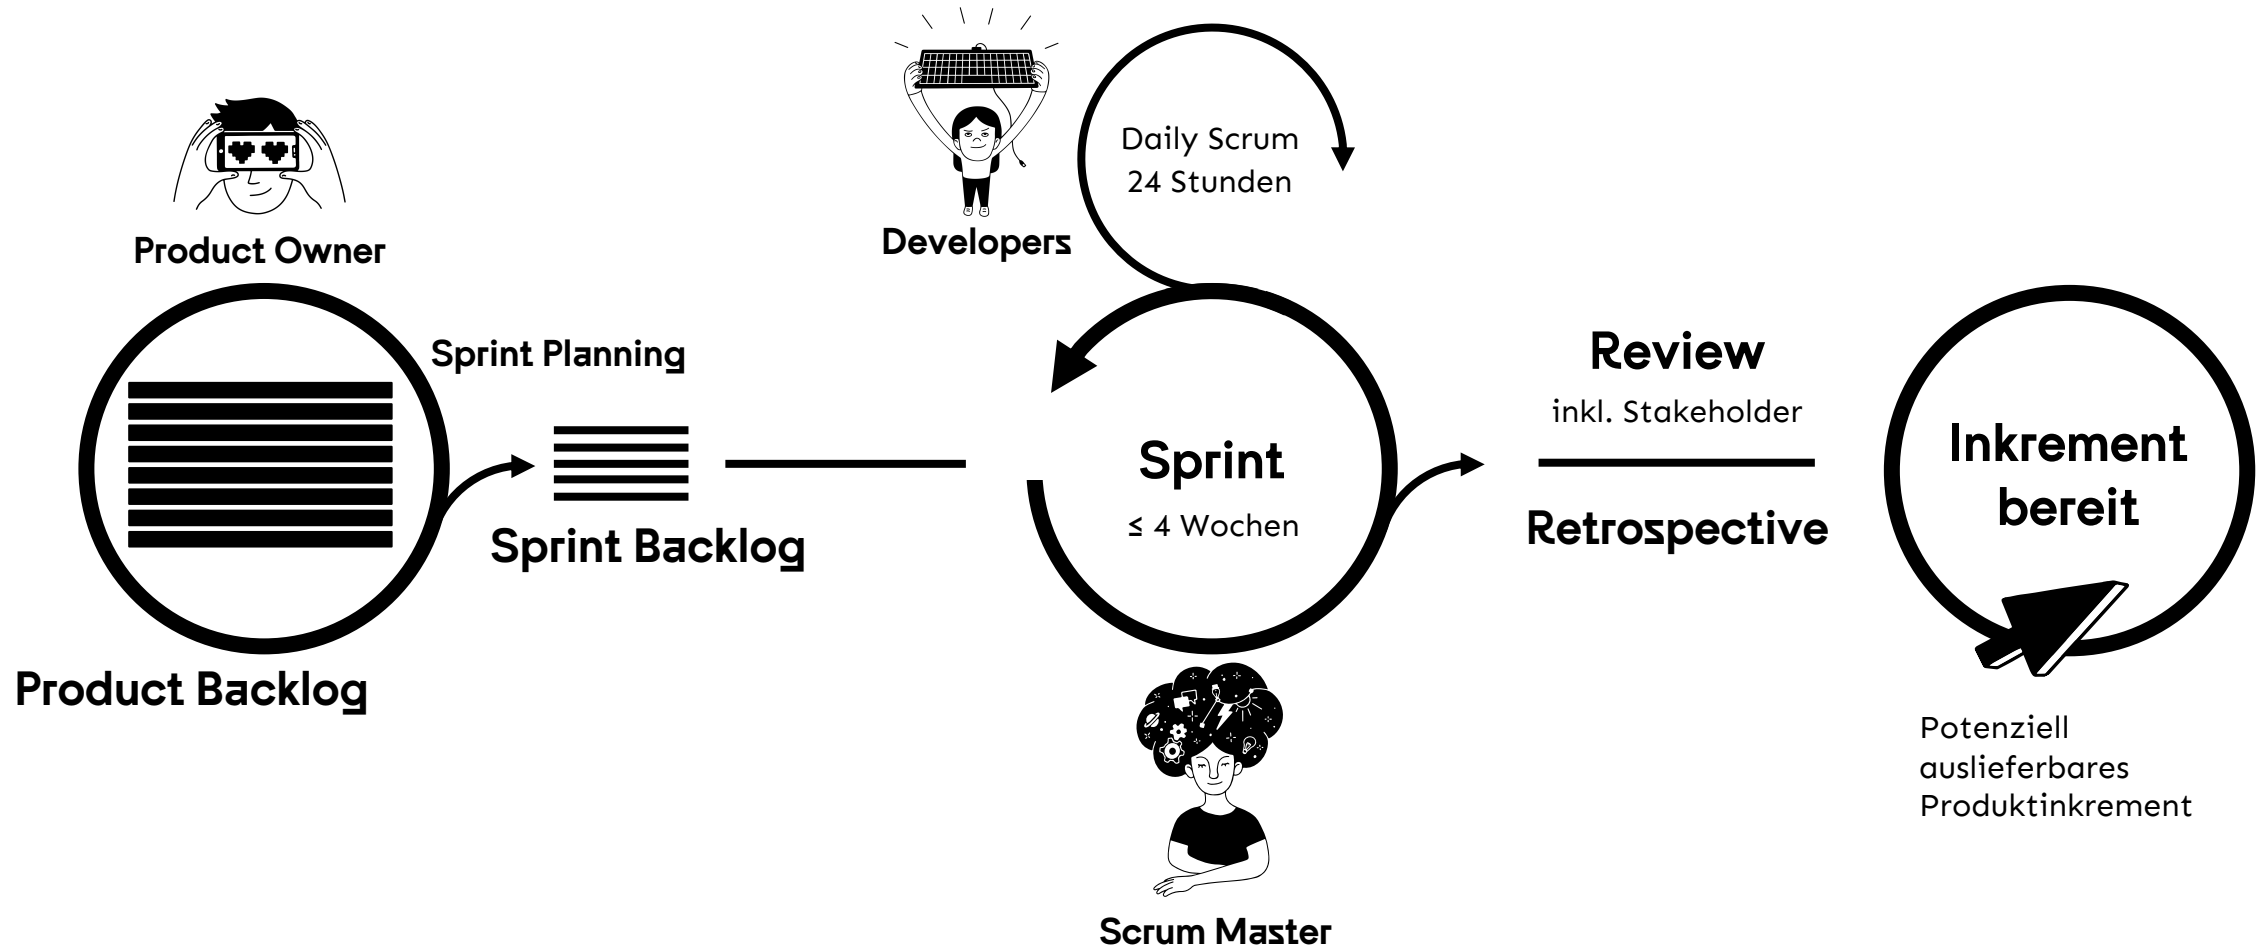 Product Owner
Sprint Planning
Sprint Backlog
Product Backlog
Developers
Daily Scrum
24 Stunden
Sprint
≤ 4 Wochen
Scrum Master
Review
inkl. Stakeholder
Retrospective
Inkrement
bereit
Potenziell
auslieferbares
Produktinkrement